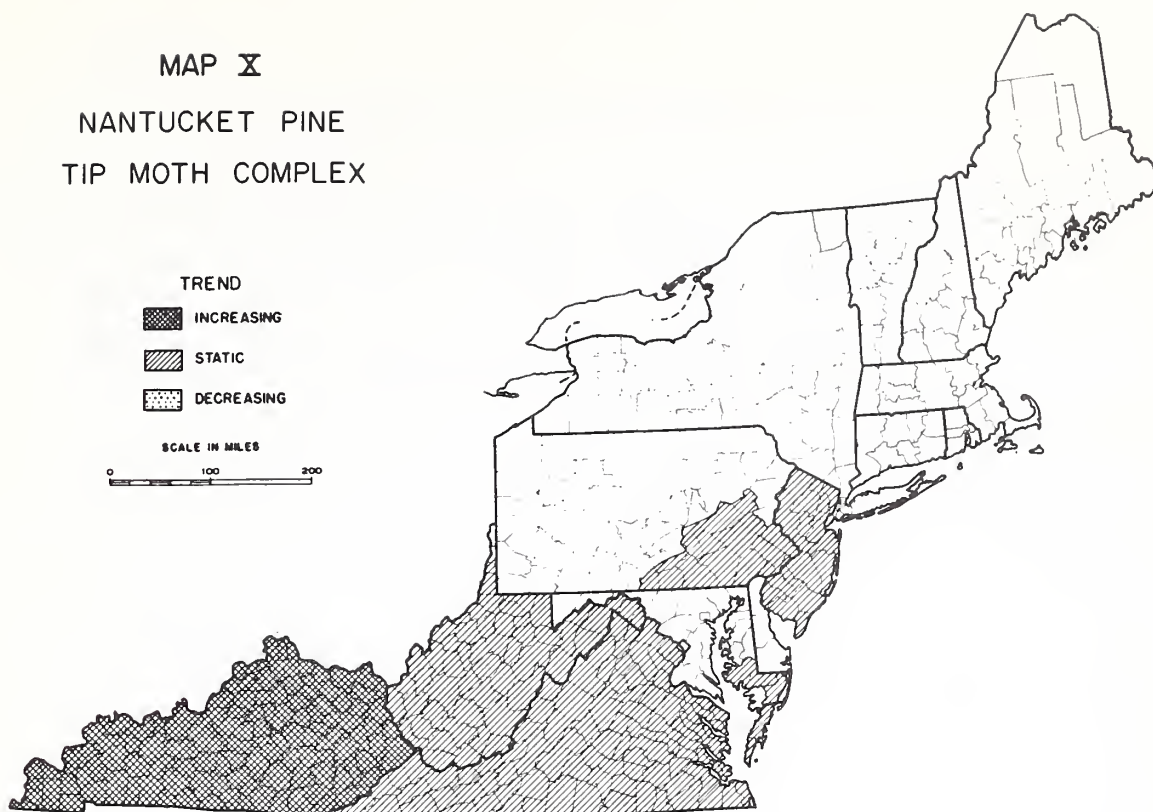 MAP X
NANTUCKET PINE
TIP MOTH COMPLEX
TREND
INCREASING
STATIC
DECREASING
SCALE IN MILES
0 100 200